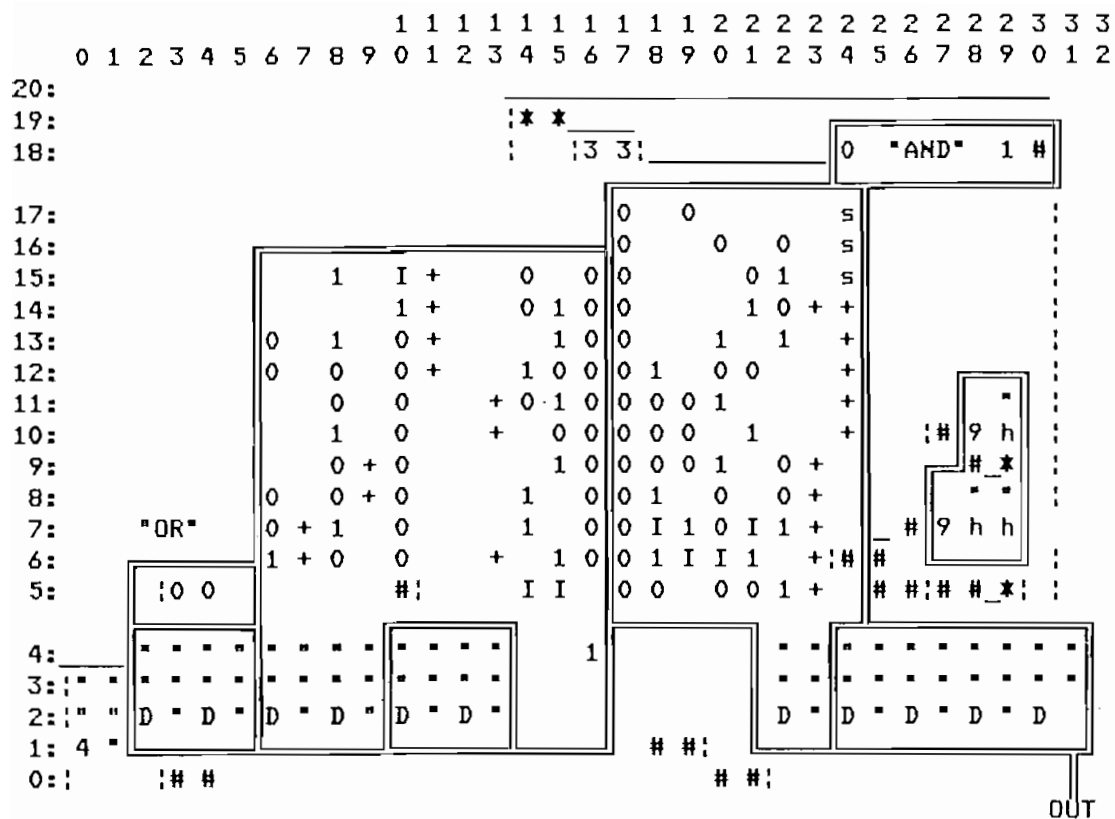 1 1 1 1 1 1 1 1 1 1 2 2 2 2 2 2 2 2 2 2 3 3 3
0 1 2 3 4 5 6 7 8 9 0 1 2 3 4 5 6 7 8 9 0 1 2 3 4 5 6 7 8 9 0 1 2
20:
19: ¦* *
18: ¦ ¦3 3¦ 0 "AND" 1 #
17: 0 0 s
16: 0 0 0 s
15: 1 I + 0 0 0 0 1 s
14: 1 + 0 1 0 0 1 0 + +
13: 0 1 0 + 1 0 0 1 1 +
12: 0 0 0 + 1 0 0 0 1 0 0 +
11: 0 0 + 0 1 0 0 0 0 1 + "
10: 1 0 + 0 0 0 0 0 1 + ¦# 9 h
9: 0 + 0 1 0 0 0 0 1 0 + #_*
8: 0 0 + 0 1 0 0 1 0 0 + " "
7: "OR" 0 + 1 0 1 0 0 I 1 0 I 1 + _ # 9 h h
6: 1 + 0 0 + 1 0 0 1 I I 1 +¦# #
5: ¦0 0 #¦ I I 0 0 0 0 1 + # #¦# #_*¦
4: " " " " " " " " " " " " 1 " " " " " " " " " "
3: ¦" " " " " " " " " " " " " " " " " " " " " " " "
2: ¦" " D " D " D " D " D " D " D " D " D " D " D
1: 4 " # #¦
0: ¦ ¦# # # #¦
OUT